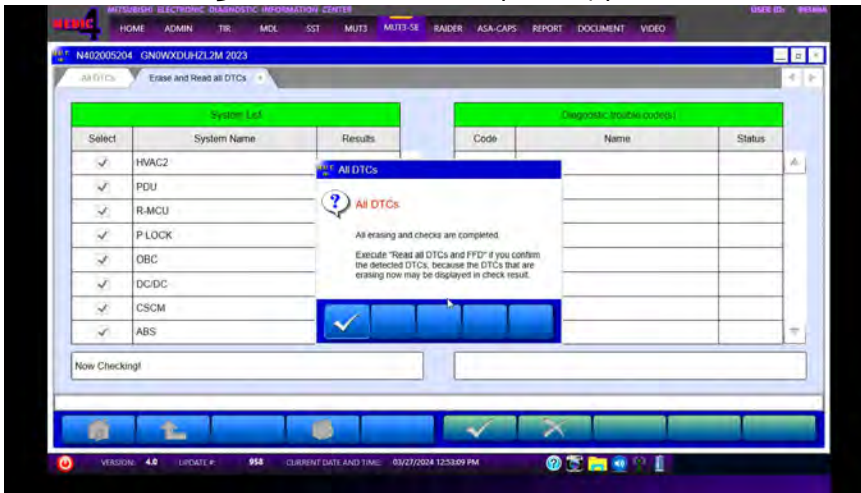 MITSUBISHI ELECTRONIC DIAGNOSTIC INFORMATION CENTER
MEDIC 4
HOME ADMIN TIR MDL SST MUT3 MUT3-SE RAIDER ASA-CAPS REPORT DOCUMENT VIDEO
N402005204 GN0WXDUHZL2M 2023
All DTCs Erase and Read all DTCs
System List Diagnostic trouble code(s)
Select System Name Results Code Name Status
HVAC2
PDU
R-MCU
P LOCK
OBC
DC/DC
CSCM
ABS
All DTCs
All DTCs
All erasing and checks are completed.
Execute "Read all DTCs and FFD" if you confirm
the detected DTCs, because the DTCs that are
erasing now may be displayed in check result.
Now Checking!
VERSION: 4.0 UPDATE #: 958 CURRENT DATE AND TIME: 03/27/2024 12:53:09 PM